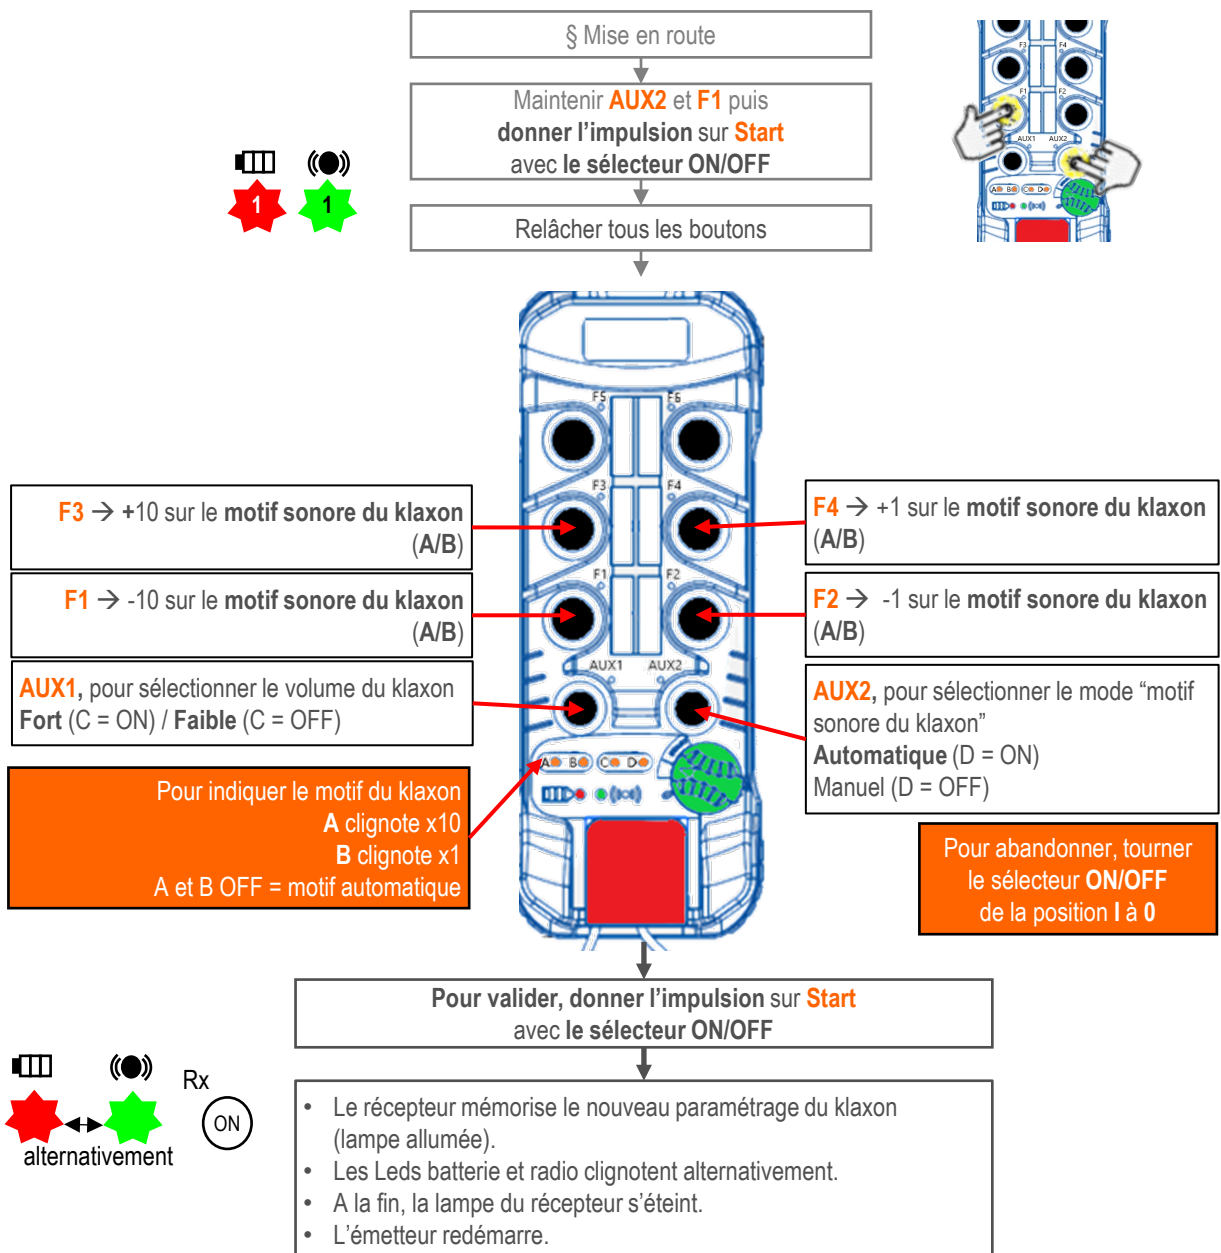 § Mise en route
Maintenir AUX2 et F1 puis
donner l'impulsion sur Start
avec le sélecteur ON/OFF
1 1
Relâcher tous les boutons
F3 F4
F1 F2
AUX1 AUX2
A B C D
F5 F6
F3 F4
F1 F2
AUX1 AUX2
A B C D
F3 → +10 sur le motif sonore du klaxon
(A/B)
F1 → -10 sur le motif sonore du klaxon
(A/B)
AUX1, pour sélectionner le volume du klaxon
Fort (C = ON) / Faible (C = OFF)
Pour indiquer le motif du klaxon
A clignote x10
B clignote x1
A et B OFF = motif automatique
F4 → +1 sur le motif sonore du klaxon
(A/B)
F2 → -1 sur le motif sonore du klaxon
(A/B)
AUX2, pour sélectionner le mode “motif
sonore du klaxon”
Automatique (D = ON)
Manuel (D = OFF)
Pour abandonner, tourner
le sélecteur ON/OFF
de la position I à 0
Pour valider, donner l'impulsion sur Start
avec le sélecteur ON/OFF
Rx
ON
alternativement
• Le récepteur mémorise le nouveau paramétrage du klaxon
(lampe allumée).
• Les Leds batterie et radio clignotent alternativement.
• A la fin, la lampe du récepteur s'éteint.
• L'émetteur redémarre.